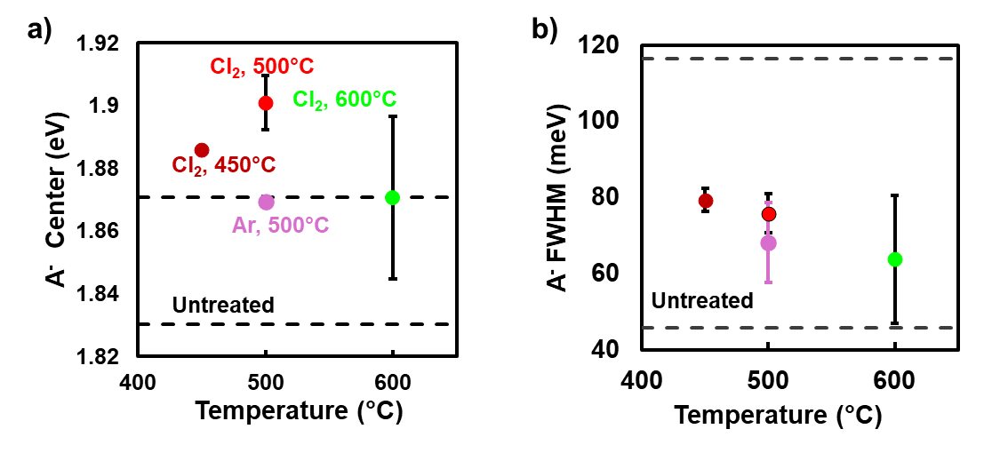 a)
1.92
1.9
1.88
1.86
1.84
1.82
A⁻ Center (eV)
Cl₂, 500°C
Cl₂, 600°C
Cl₂, 450°C
Ar, 500°C
Untreated
400
500
600
Temperature (°C)
b)
120
100
80
60
40
A⁻ FWHM (meV)
Untreated
400
500
600
Temperature (°C)